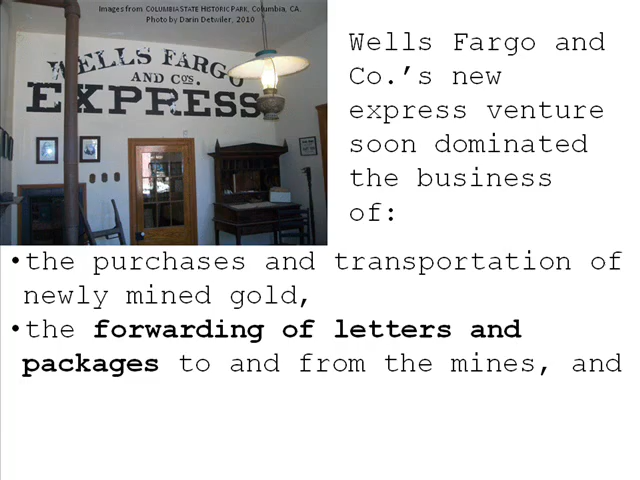 Images from COLUMBIA STATE HISTORIC PARK, Columbia, CA.
Photo by Darin Detwiler, 2010
WELLS FARGO
AND CO'S.
EXPRESS
Wells Fargo and
Co.’s new
express venture
soon dominated
the business
of:
•the purchases and transportation of
newly mined gold,
•the forwarding of letters and
packages to and from the mines, and